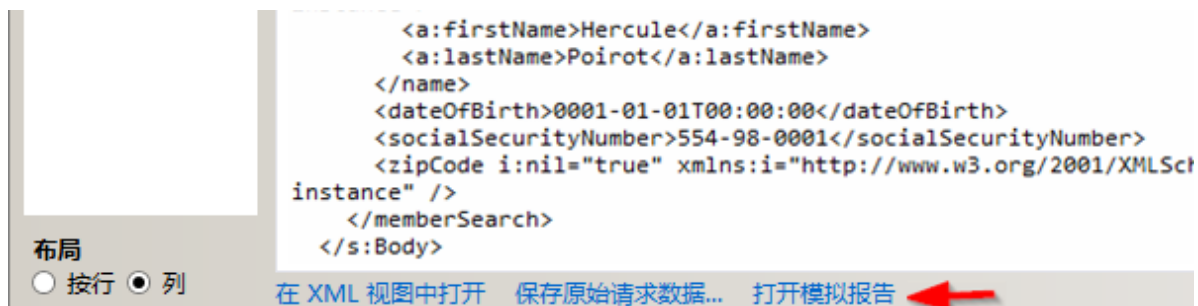 <a:firstName>Hercule</a:firstName>
<a:lastName>Poirot</a:lastName>
</name>
<dateOfBirth>0001-01-01T00:00:00</dateOfBirth>
<socialSecurityNumber>554-98-0001</socialSecurityNumber>
<zipCode i:nil="true" xmlns:i="http://www.w3.org/2001/XMLSch
instance" />
</memberSearch>
</s:Body>
布局
按行 列
在 XML 视图中打开 保存原始请求数据... 打开模拟报告